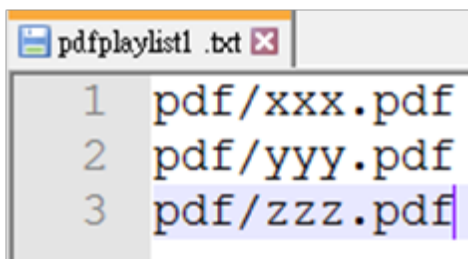 pdfplaylist1 .txt
1 pdf/xxx.pdf
2 pdf/yyy.pdf
3 pdf/zzz.pdf